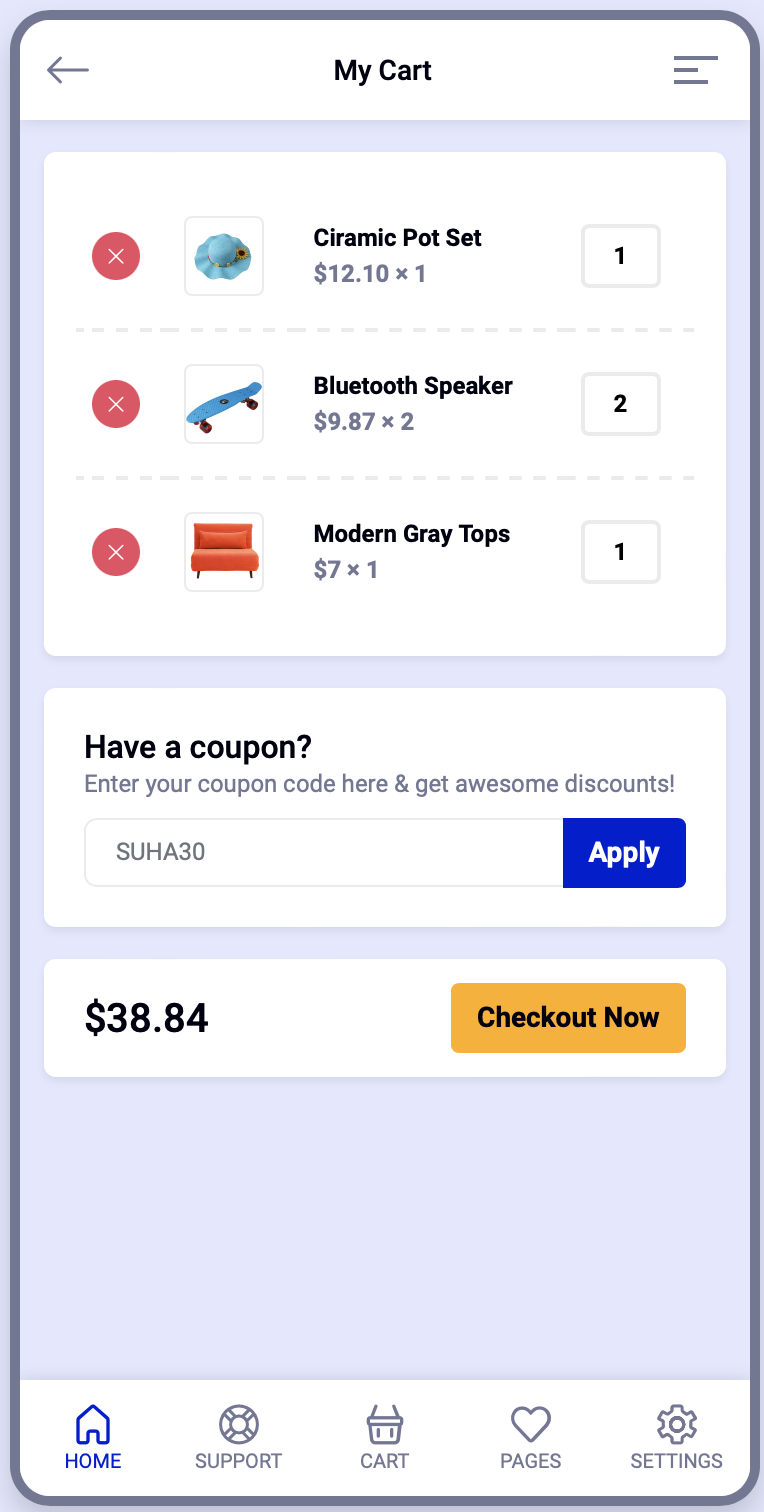 My Cart
Ciramic Pot Set
$12.10 × 1
1
Bluetooth Speaker
$9.87 × 2
2
Modern Gray Tops
$7 × 1
1
Have a coupon?
Enter your coupon code here & get awesome discounts!
SUHA30
Apply
$38.84
Checkout Now
HOME
SUPPORT
CART
PAGES
SETTINGS